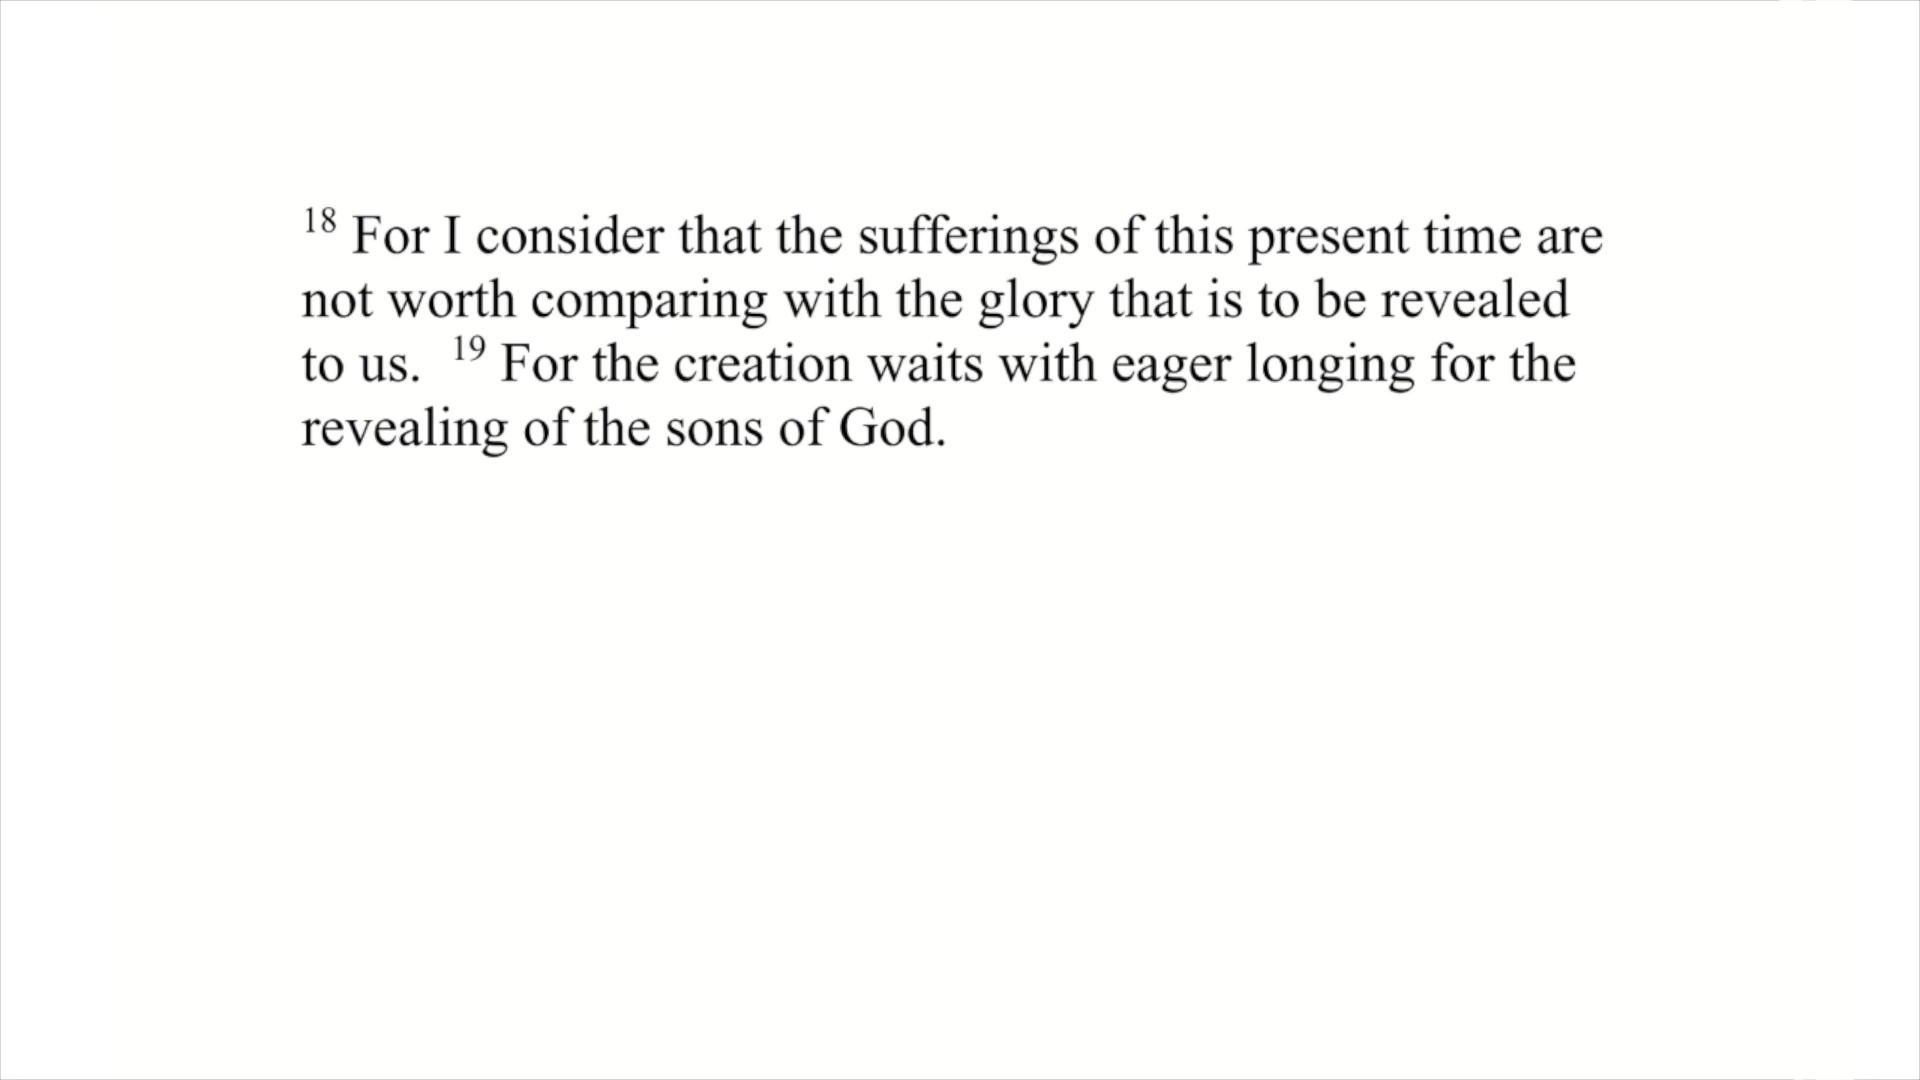 18 For I consider that the sufferings of this present time are
not worth comparing with the glory that is to be revealed
to us. 19 For the creation waits with eager longing for the
revealing of the sons of God.